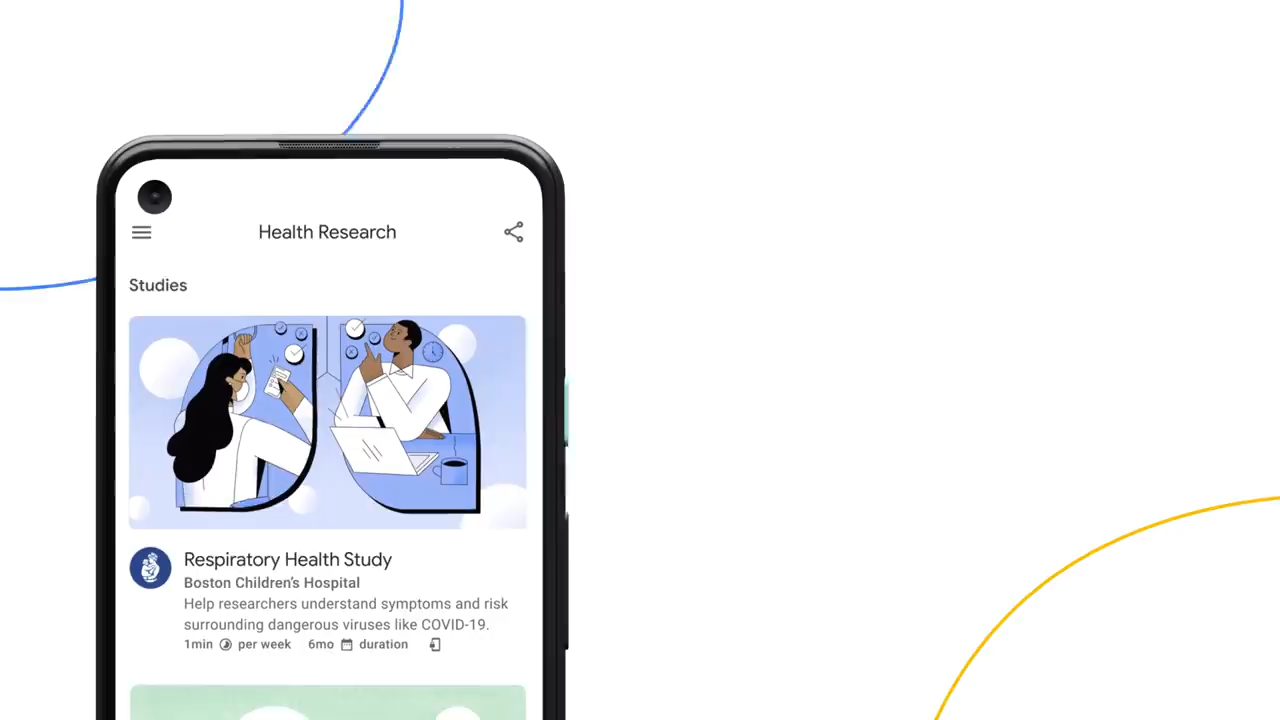 Health Research
Studies
Respiratory Health Study
Boston Children's Hospital
Help researchers understand symptoms and risk
surrounding dangerous viruses like COVID-19.
1min per week 6mo duration